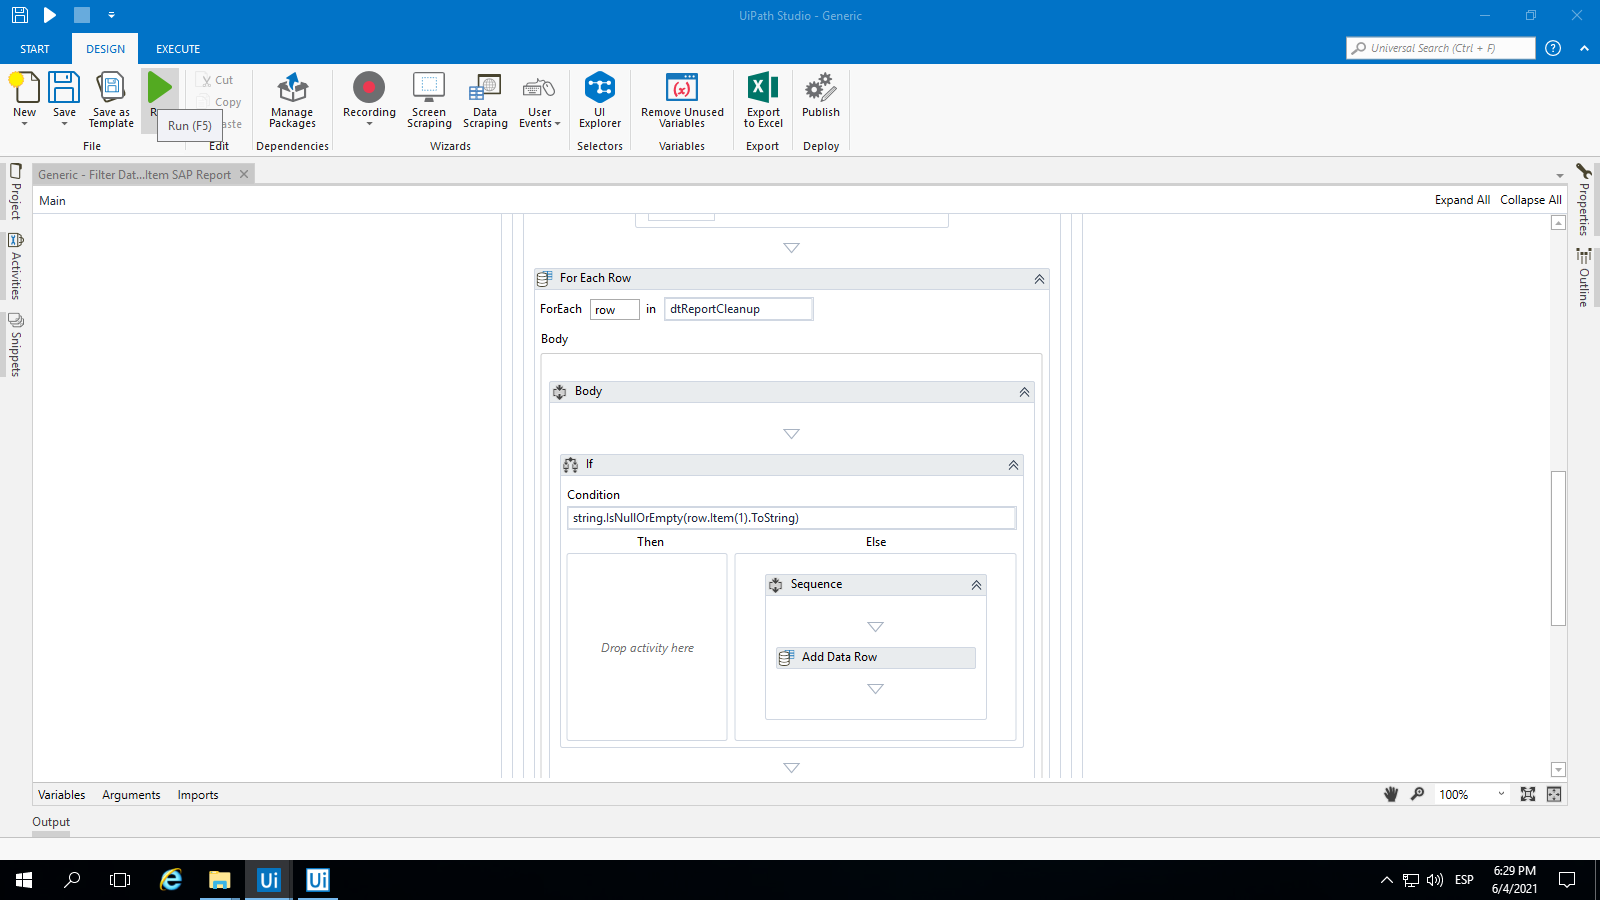 UiPath Studio - Generic
START DESIGN EXECUTE
Universal Search (Ctrl + F)
New
Save
Save as Template
Run (F5)
Cut
Copy
Manage Packages
Recording
Screen Scraping
Data Scraping
User Events
UI Explorer
Remove Unused Variables
Export to Excel
Publish
File
Edit
Dependencies
Wizards
Selectors
Variables
Export
Deploy
Generic - Filter Dat...Item SAP Report
Main
Expand All Collapse All
Project
Activities
Snippets
Properties
Outline
For Each Row
ForEach row in dtReportCleanup
Body
Body
If
Condition
string.IsNullOrEmpty(row.Item(1).ToString)
Then Else
Sequence
Drop activity here
Add Data Row
Variables Arguments Imports
100%
Output
Ui
Ui
ESP
6:29 PM
6/4/2021